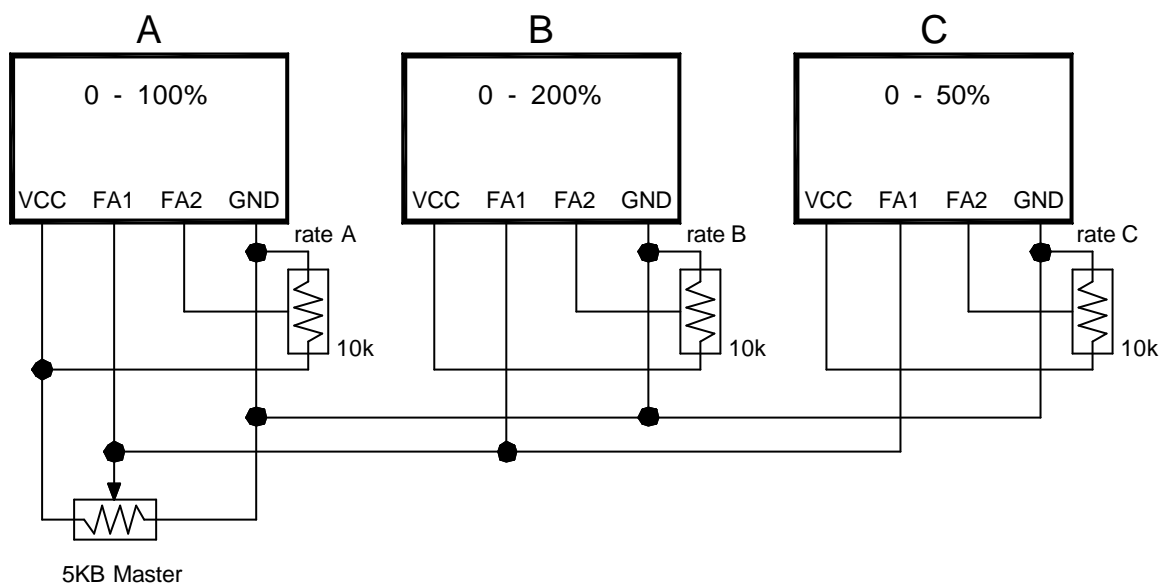 A B C
0 - 100% 0 - 200% 0 - 50%
VCC FA1 FA2 GND VCC FA1 FA2 GND VCC FA1 FA2 GND
rate A rate B rate C
10k 10k 10k
5KB Master